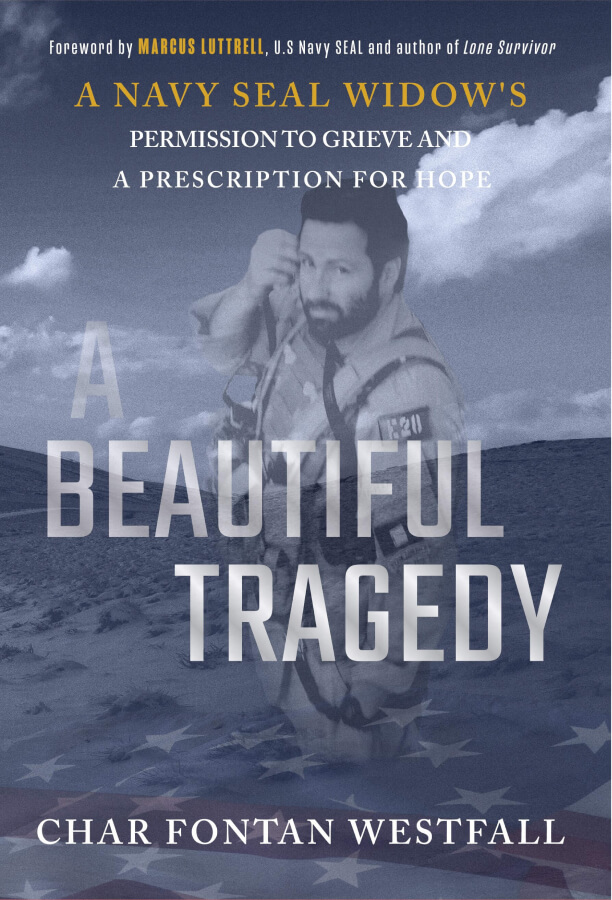 Foreword by MARCUS LUTTRELL, U.S Navy SEAL and author of Lone Survivor
A NAVY SEAL WIDOW'S
PERMISSION TO GRIEVE AND
A PRESCRIPTION FOR HOPE
A
BEAUTIFUL
TRAGEDY
CHAR FONTAN WESTFALL